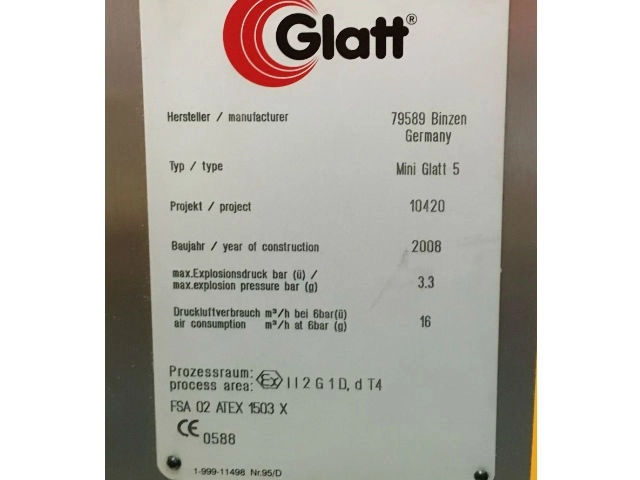 Glatt®
Hersteller / manufacturer 79589 Binzen
Germany
Typ / type Mini Glatt 5
Projekt / project 10420
Baujahr / year of construction 2008
max.Explosionsdruck bar (ü) /
max.explosion pressure bar (g) 3.3
Druckluftverbrauch m³/h bei 6bar(ü)
air consumption m³/h at 6bar (g) 16
Prozessraum:
process area: Ex II 2 G 1 D, d T4
FSA 02 ATEX 1503 X
CE 0588
1-999-11498 Nr.95/D